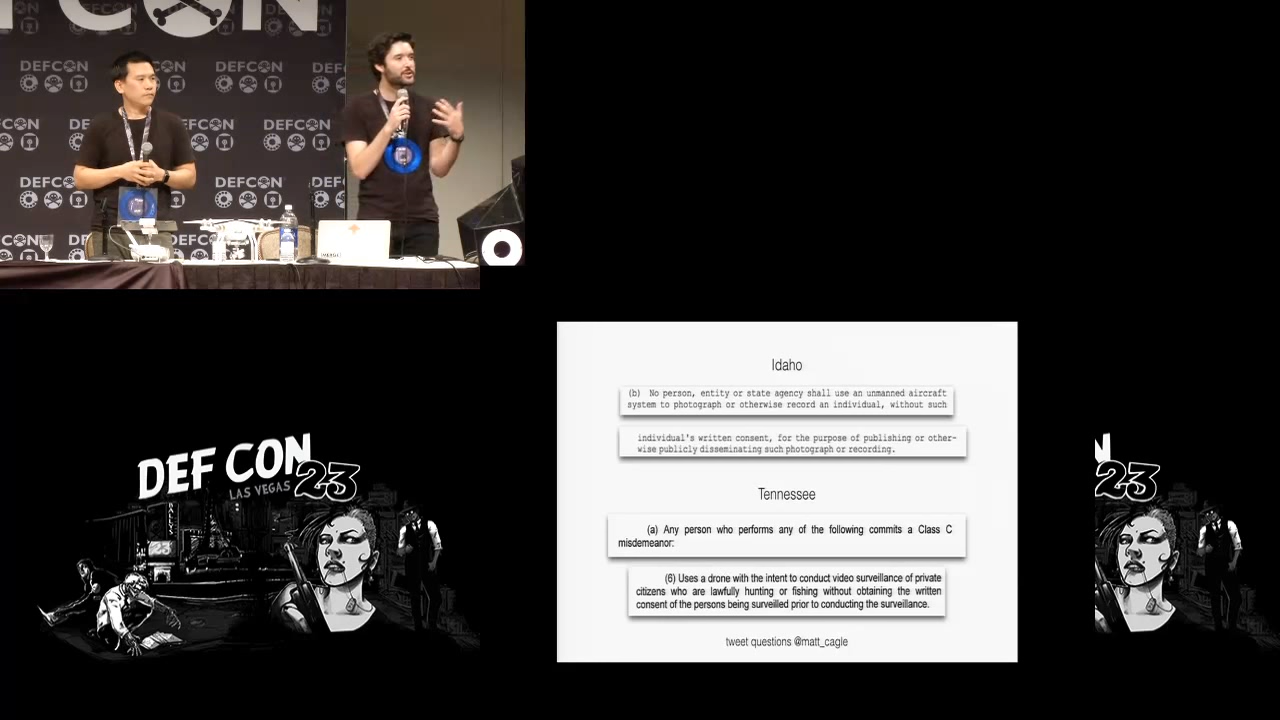 CON
DEFCON
DEFCON
DEFCON
DEFCON
DEFCON
DEFCON
DEFCON
DEFCON
DEFCON
DEF CON
23
LAS VEGAS
BALLY'S
23
N
23
Idaho
(b) No person, entity or state agency shall use an unmanned aircraft
system to photograph or otherwise record an individual, without such
individual's written consent, for the purpose of publishing or other-
wise publicly disseminating such photograph or recording.
Tennessee
(a) Any person who performs any of the following commits a Class C
misdemeanor:
(6) Uses a drone with the intent to conduct video surveillance of private
citizens who are lawfully hunting or fishing without obtaining the written
consent of the persons being surveilled prior to conducting the surveillance.
tweet questions @matt_cagle